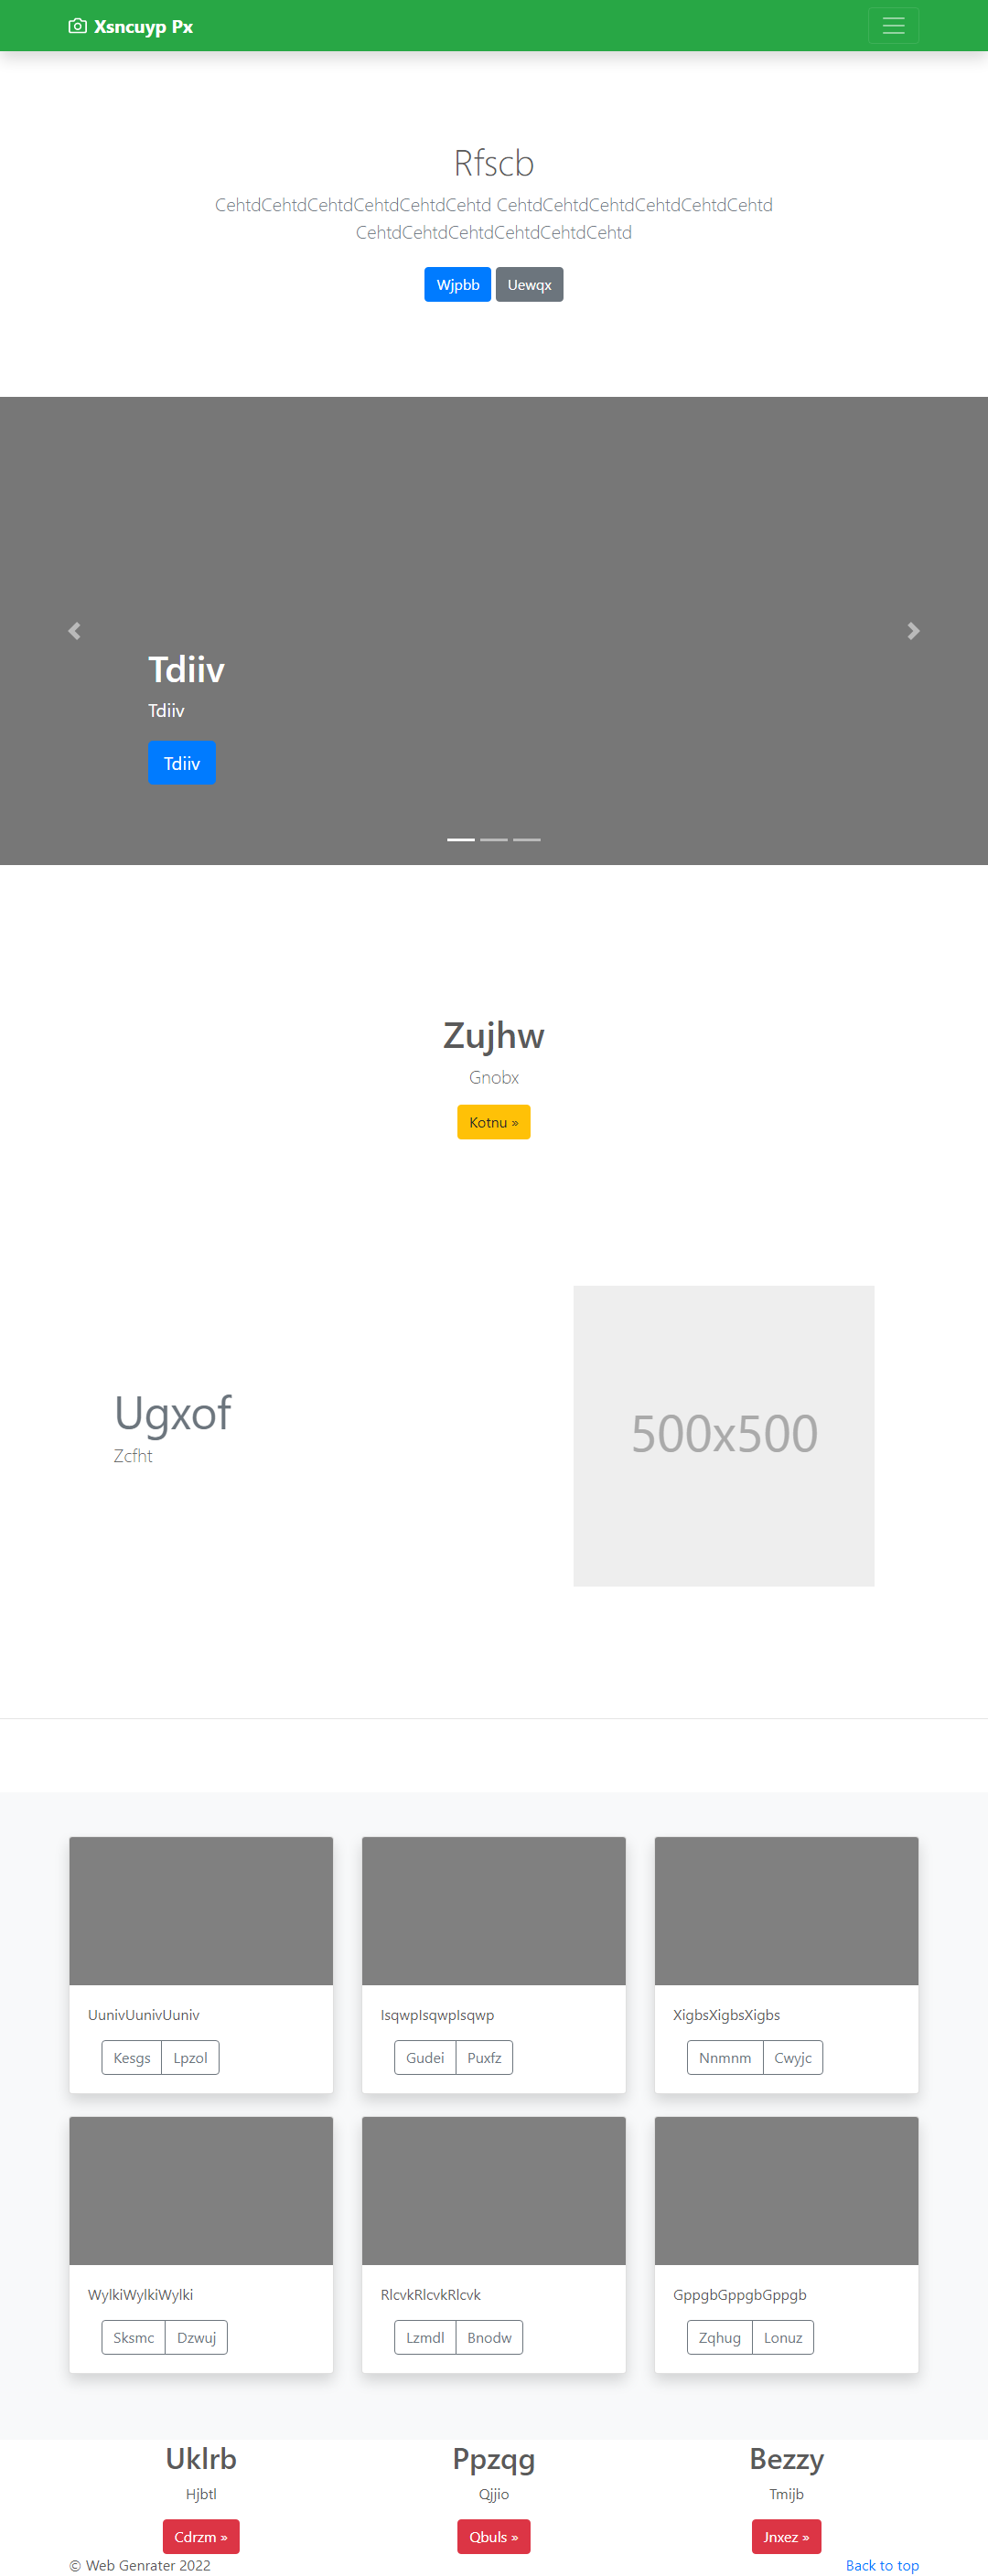 Xsncuyp Px
Rfscb
CehtdCehtdCehtdCehtdCehtdCehtd CehtdCehtdCehtdCehtdCehtdCehtd
CehtdCehtdCehtdCehtdCehtdCehtd
Wjpbb Uewqx
Tdiiv
Tdiiv
Tdiiv
Zujhw
Gnobx
Kotnu »
Ugxof
Zcfht
500x500
UunivUunivUuniv
Kesgs Lpzol
IsqwpIsqwpIsqwp
Gudei Puxfz
XigbsXigbsXigbs
Nnmnm Cwyjc
WylkiWylkiWylki
Sksmc Dzwuj
RlcvkRlcvkRlcvk
Lzmdl Bnodw
GppgbGppgbGppgb
Zqhug Lonuz
Uklrb
Hjbtl
Cdrzm »
Ppzqg
Qjjio
Qbuls »
Bezzy
Tmijb
Jnxez »
© Web Genrater 2022
Back to top